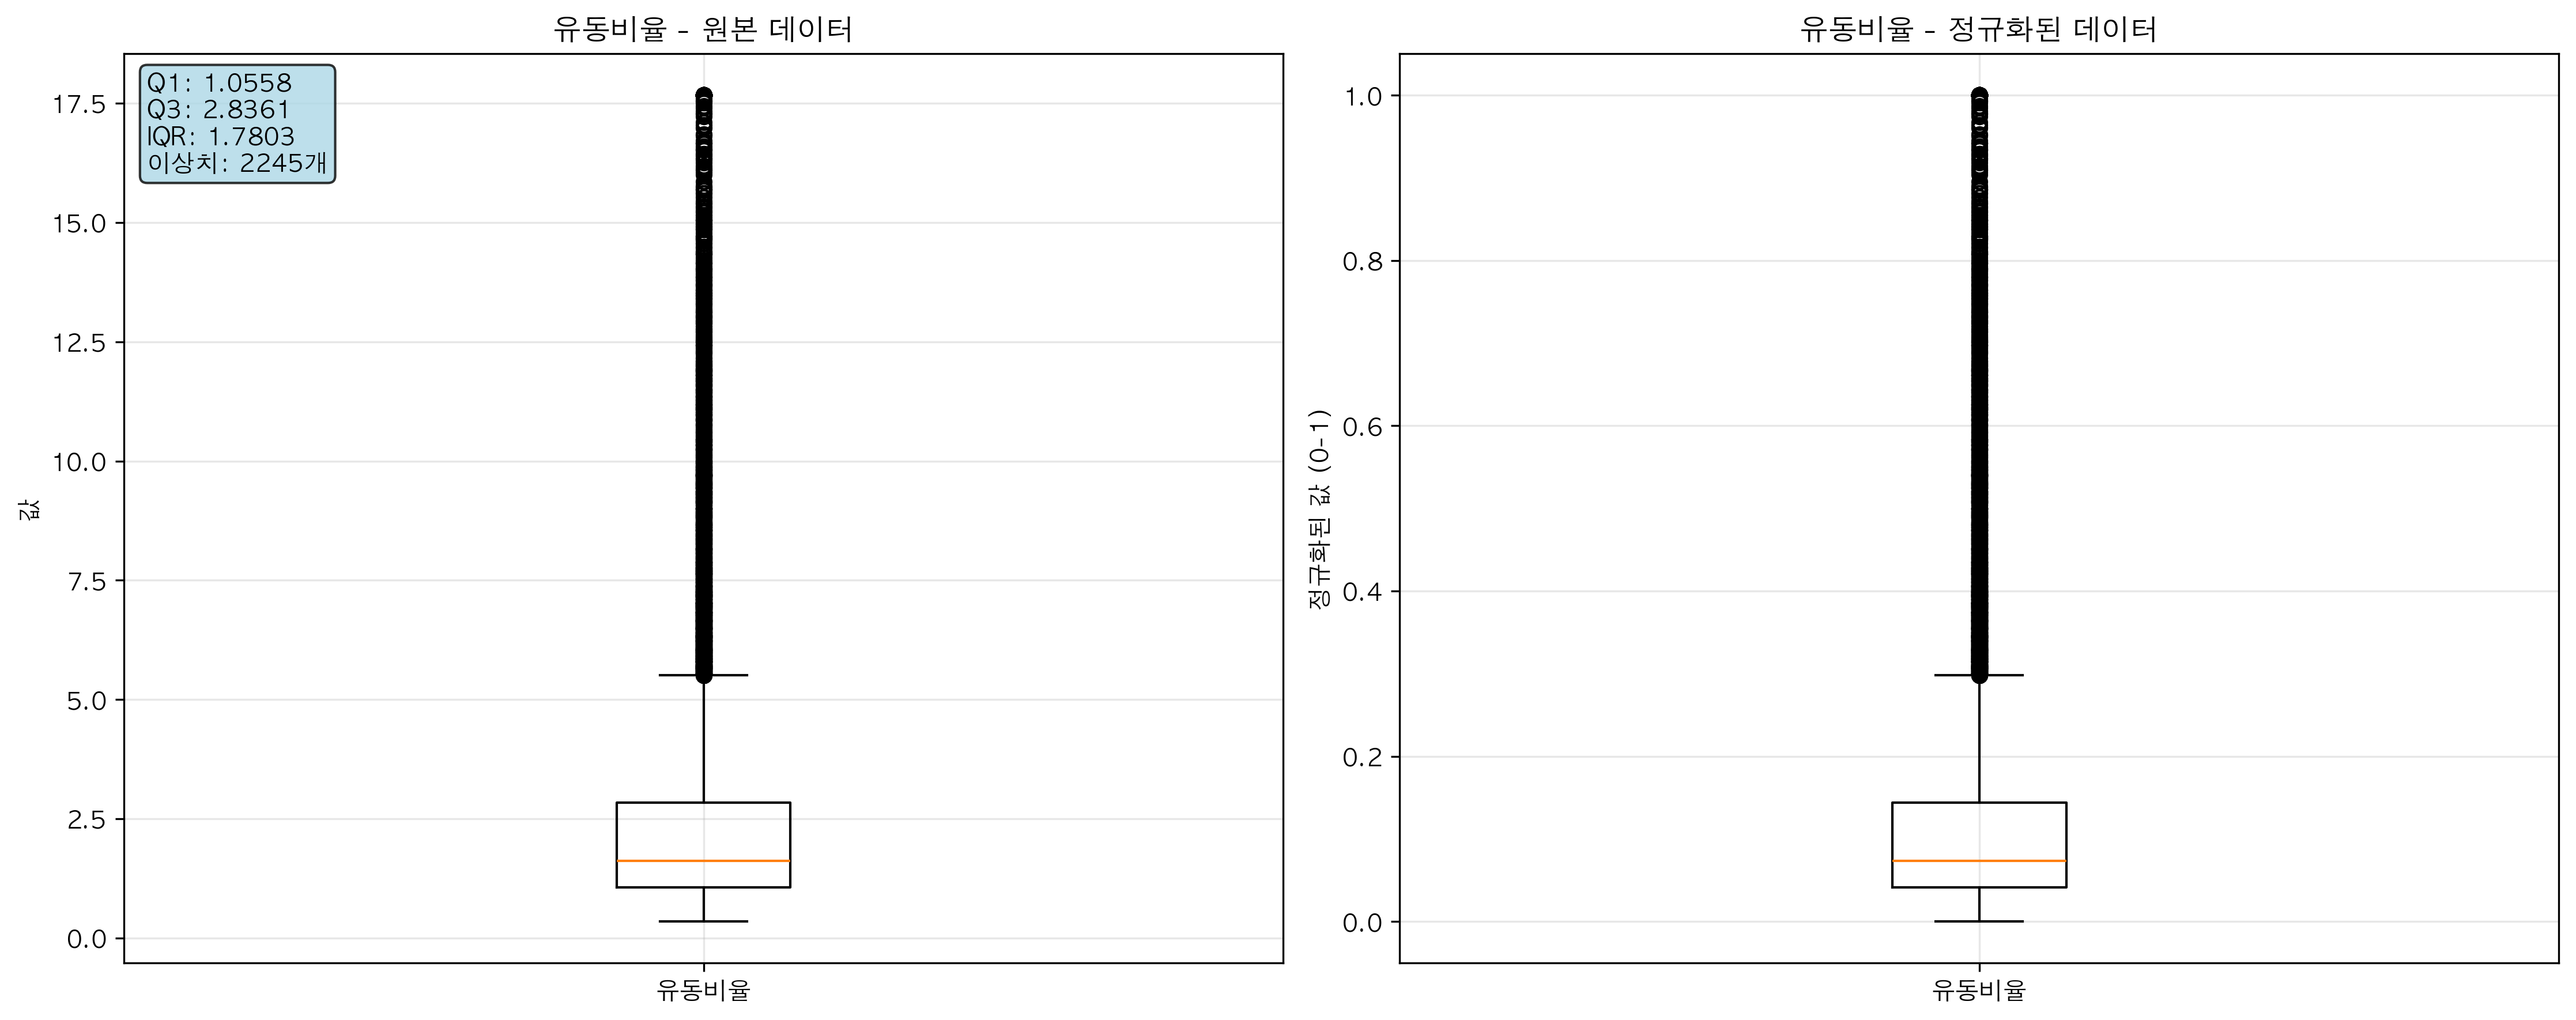 유동비율 - 원본 데이터
Q1: 1.0558
Q3: 2.8361
IQR: 1.7803
이상치: 2245개
17.5
15.0
12.5
10.0
7.5
5.0
2.5
0.0
값
유동비율
유동비율 - 정규화된 데이터
1.0
0.8
0.6
0.4
0.2
0.0
정규화된 값 (0-1)
유동비율